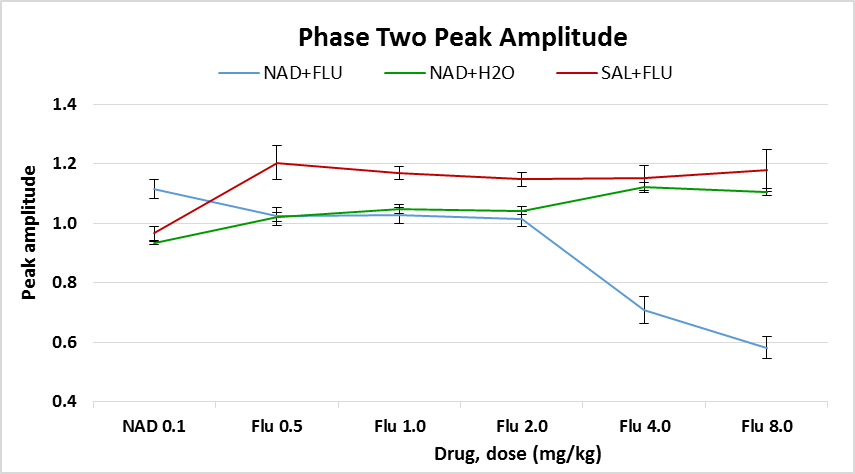 Phase Two Peak Amplitude
NAD+FLU NAD+H2O SAL+FLU
Peak amplitude
1.4
1.2
1.0
0.8
0.6
0.4
NAD 0.1 Flu 0.5 Flu 1.0 Flu 2.0 Flu 4.0 Flu 8.0
Drug, dose (mg/kg)